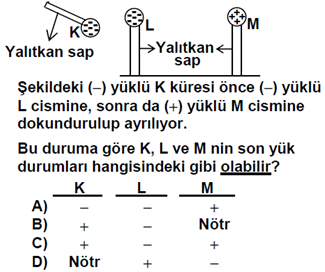 K
L
M
Yalıtkan sap
Yalıtkan
sap
Şekildeki (−) yüklü K küresi önce (−) yüklü
L cismine, sonra da (+) yüklü M cismine
dokundurulup ayrılıyor.
Bu duruma göre K, L ve M nin son yük
durumları hangisindeki gibi olabilir?
K L M
A) − − +
B) + − Nötr
C) + − +
D) Nötr + −